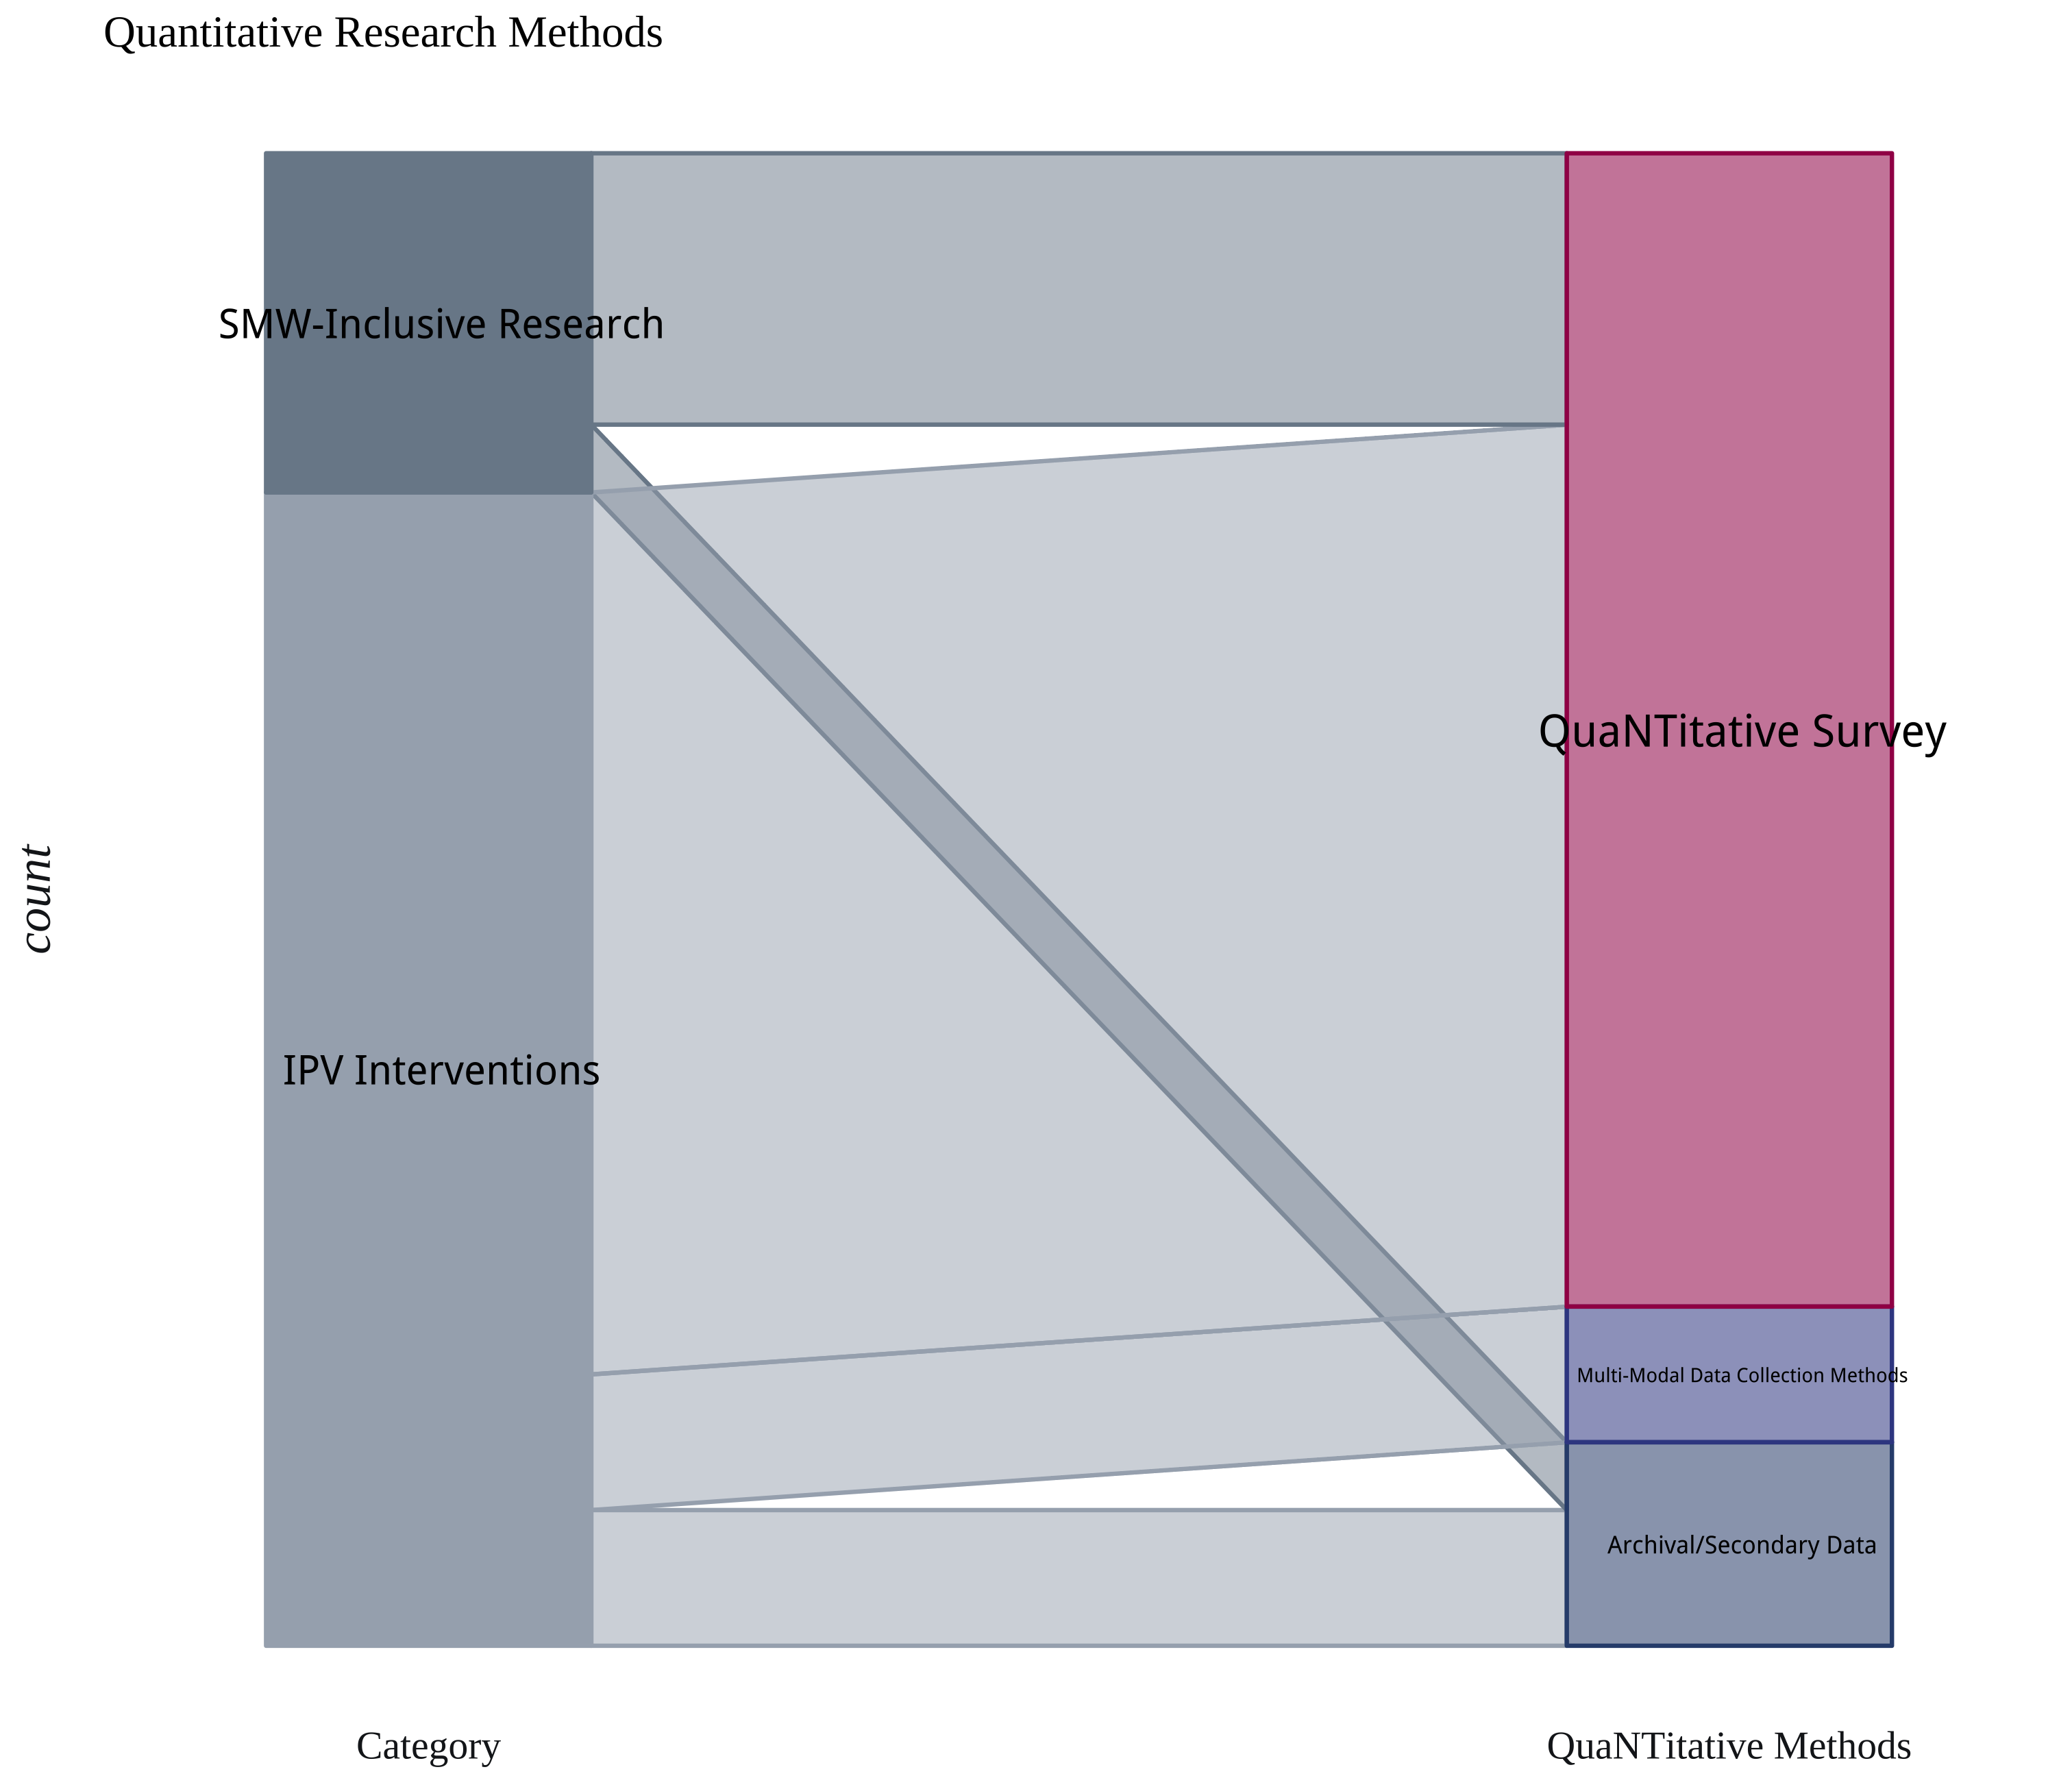 Quantitative Research Methods
SMW-Inclusive Research
QuaNTitative Survey
count
IPV Interventions
Multi-Modal Data Collection Methods
Archival/Secondary Data
Category
QuaNTitative Methods